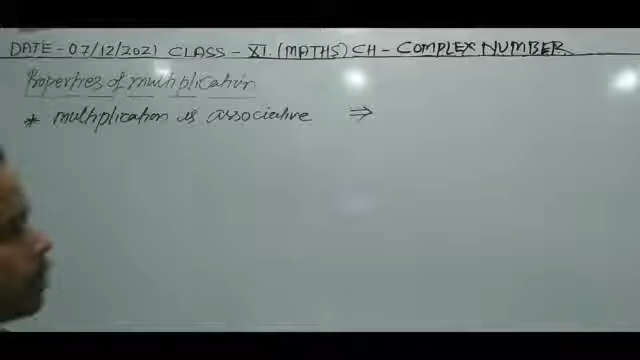 DATE - 07/12/2021 CLASS - XI. (MATHS) CH - COMPLEX NUMBER
Properties of multiplication
* multiplication is associative ⇒